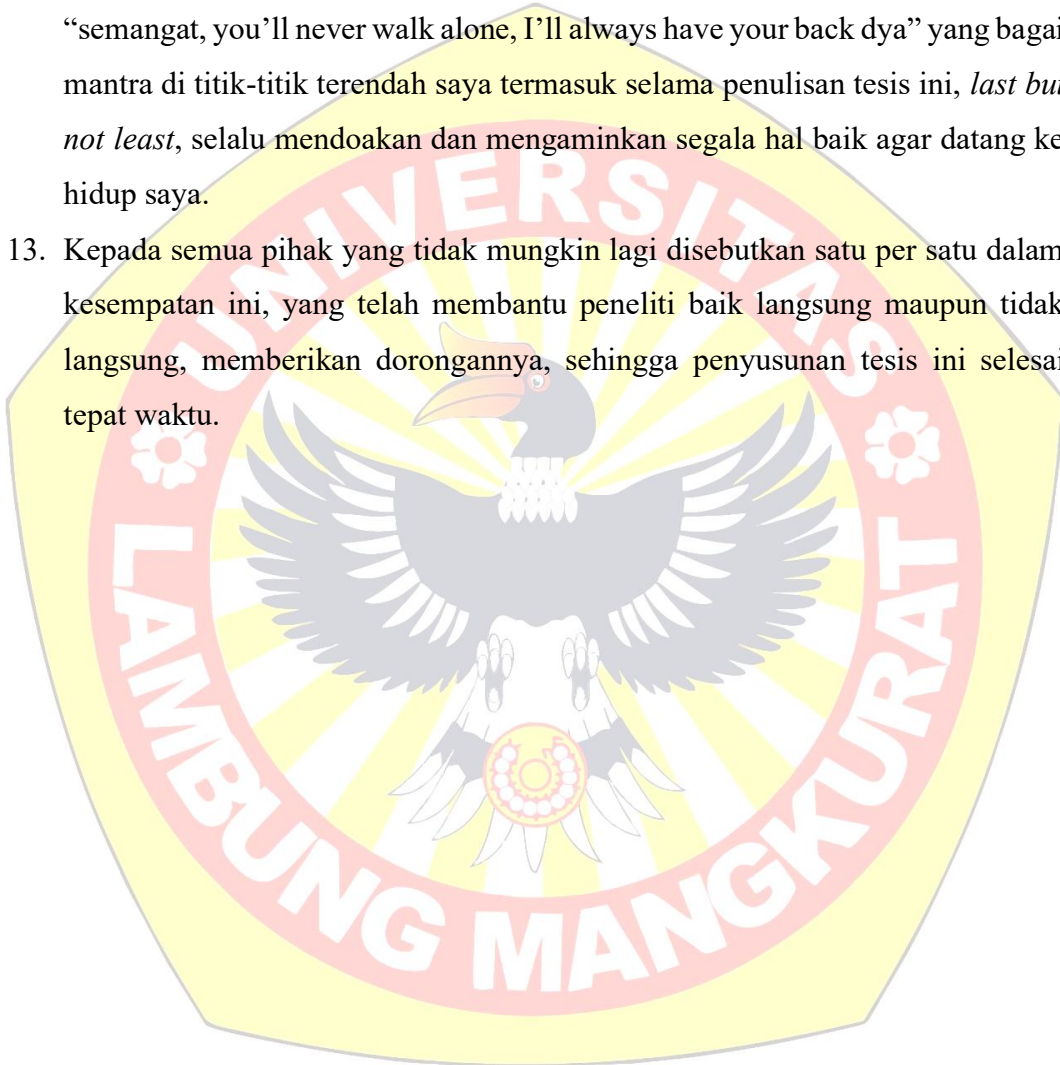 “semangat, you’ll never walk alone, I’ll always have your back dya” yang bagai
mantra di titik-titik terendah saya termasuk selama penulisan tesis ini, last but
not least, selalu mendoakan dan mengaminkan segala hal baik agar datang ke
hidup saya.
13. Kepada semua pihak yang tidak mungkin lagi disebutkan satu per satu dalam
kesempatan ini, yang telah membantu peneliti baik langsung maupun tidak
langsung, memberikan dorongannya, sehingga penyusunan tesis ini selesai
tepat waktu.
UNIVERSITAS
LAMBUNG MANGKURAT